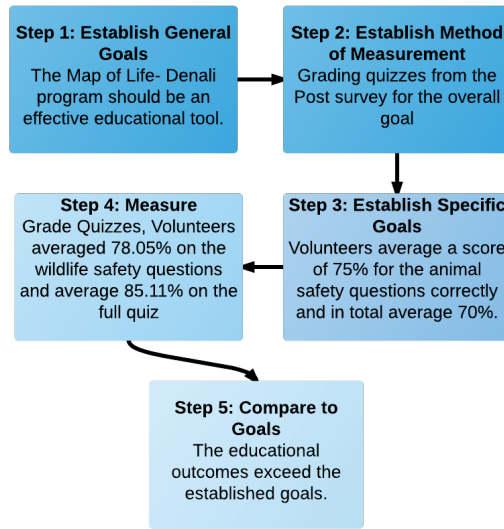 Step 1: Establish General
Goals
The Map of Life- Denali
program should be an
effective educational tool.
Step 2: Establish Method
of Measurement
Grading quizzes from the
Post survey for the overall
goal
Step 3: Establish Specific
Goals
Volunteers average a score
of 75% for the animal
safety questions correctly
and in total average 70%.
Step 4: Measure
Grade Quizzes, Volunteers
averaged 78.05% on the
wildlife safety questions
and average 85.11% on the
full quiz
Step 5: Compare to
Goals
The educational
outcomes exceed the
established goals.